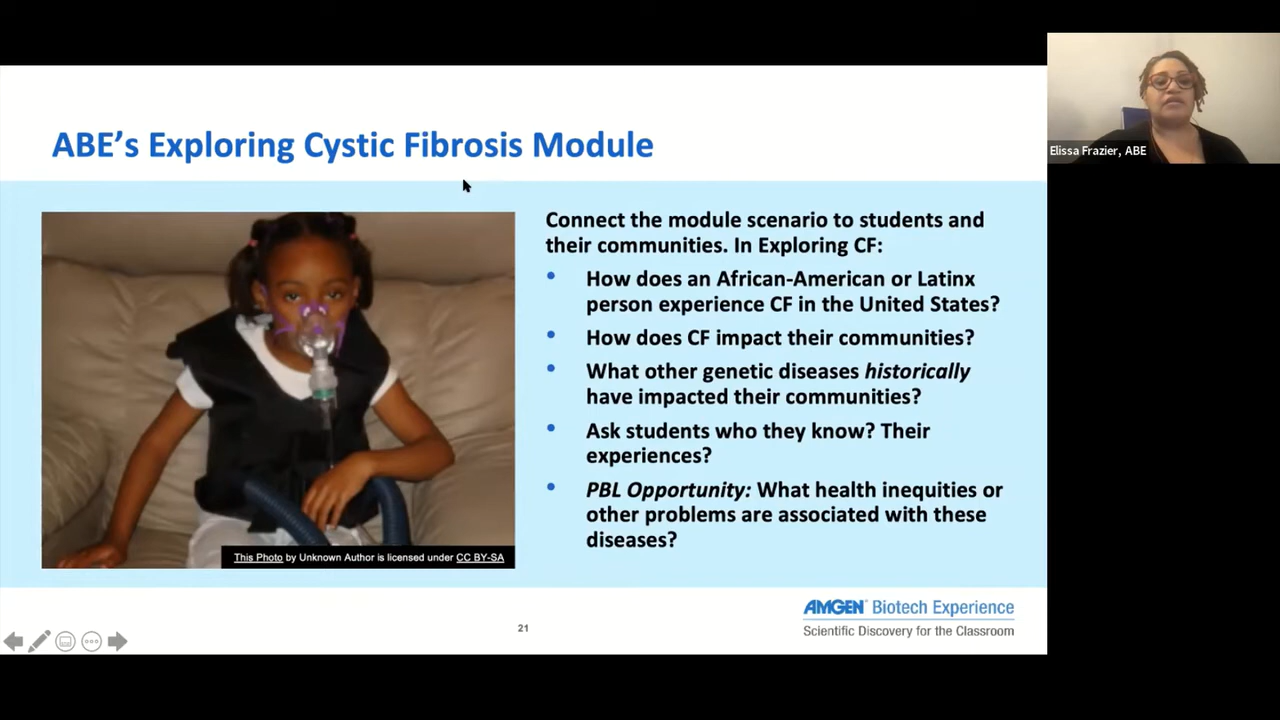 Elissa Frazier, ABE
ABE's Exploring Cystic Fibrosis Module
Connect the module scenario to students and
their communities. In Exploring CF:
• How does an African-American or Latinx
person experience CF in the United States?
• How does CF impact their communities?
• What other genetic diseases historically
have impacted their communities?
• Ask students who they know? Their
experiences?
• PBL Opportunity: What health inequities or
other problems are associated with these
diseases?
This Photo by Unknown Author is licensed under CC BY-SA
21
AMGEN® Biotech Experience
Scientific Discovery for the Classroom